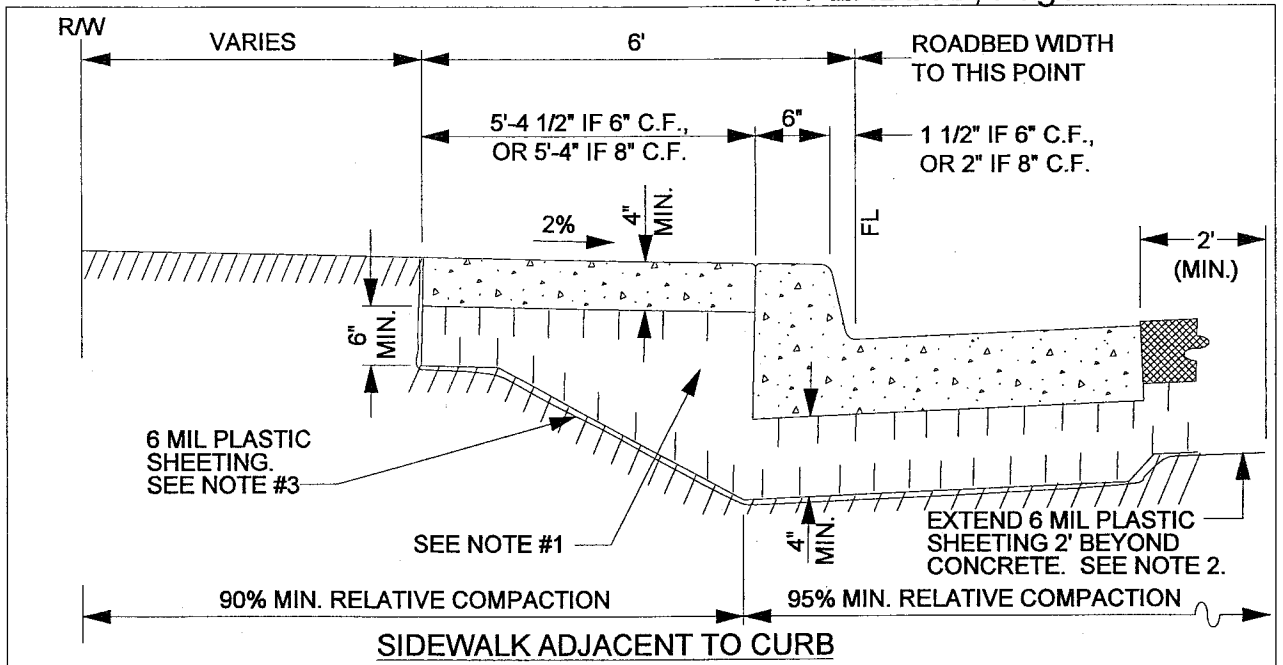 R/W
VARIES
6'
ROADBED WIDTH
TO THIS POINT
5'-4 1/2" IF 6" C.F.,
OR 5'-4" IF 8" C.F.
6"
1 1/2" IF 6" C.F.,
OR 2" IF 8" C.F.
2%
4"
MIN.
FL
2'
(MIN.)
6"
MIN.
6 MIL PLASTIC
SHEETING.
SEE NOTE #3
SEE NOTE #1
4"
MIN.
EXTEND 6 MIL PLASTIC
SHEETING 2' BEYOND
CONCRETE. SEE NOTE 2.
90% MIN. RELATIVE COMPACTION
95% MIN. RELATIVE COMPACTION
SIDEWALK ADJACENT TO CURB